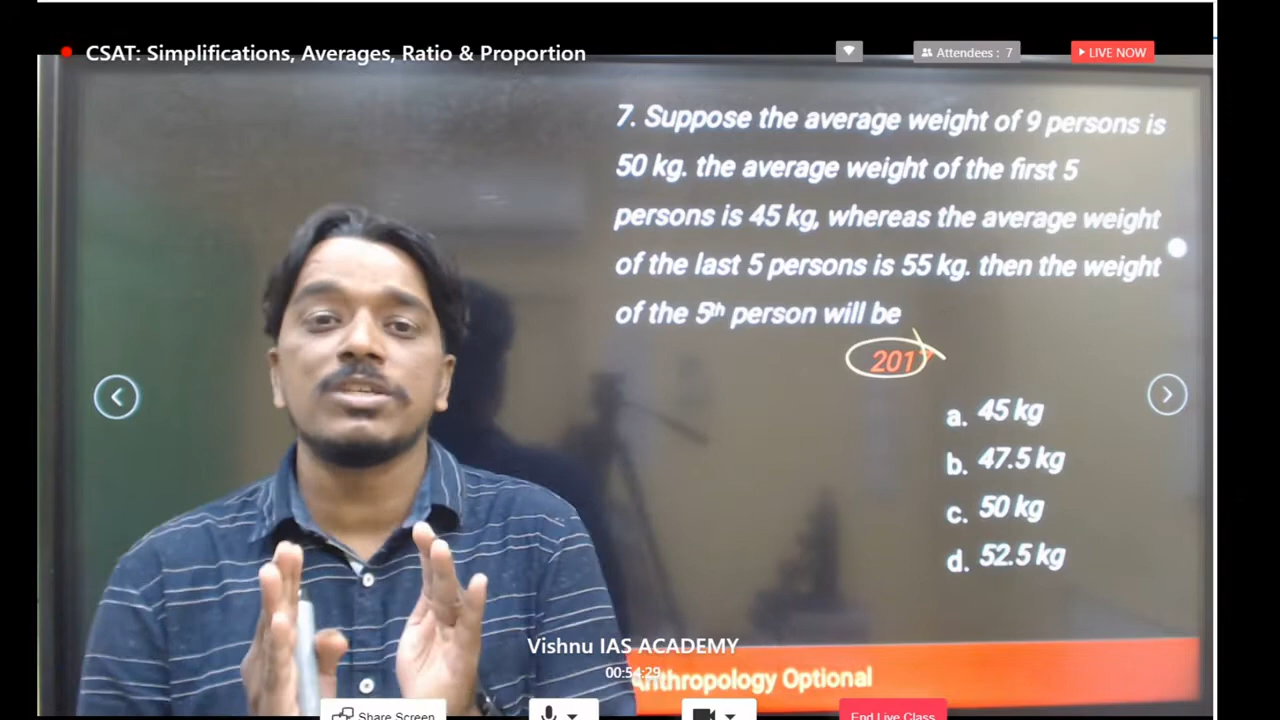 CSAT: Simplifications, Averages, Ratio & Proportion
Attendees : 7
LIVE NOW
7. Suppose the average weight of 9 persons is
50 kg. the average weight of the first 5
persons is 45 kg, whereas the average weight
of the last 5 persons is 55 kg. then the weight
of the 5th person will be
201
a. 45 kg
b. 47.5 kg
c. 50 kg
d. 52.5 kg
Vishnu IAS ACADEMY
00:54:29
Anthropology Optional
Share Screen
End Live Class